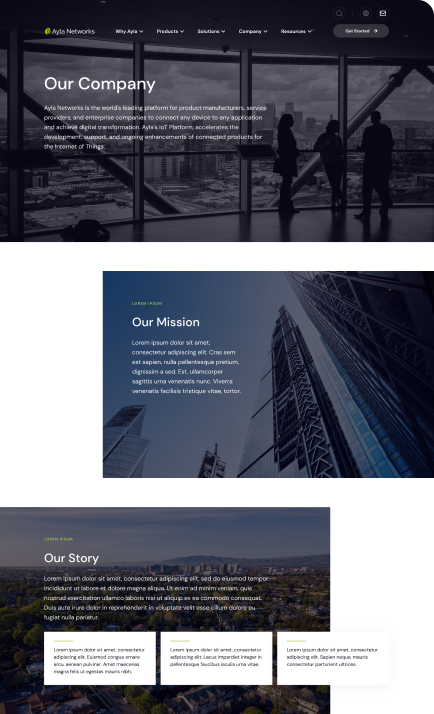 Ayla Networks
Why Ayla
Products
Solutions
Company
Resources
Get Started
Our Company
Ayla Networks is the world's leading platform for product manufacturers, service
providers, and enterprise companies to connect any device to any application
and achieve digital transformation. Ayla's IoT Platform, accelerates the
development, support, and ongoing enhancements of connected products for
the Internet of Things.
LOREM IPSUM
Our Mission
Lorem ipsum dolor sit amet,
consectetur adipiscing elit. Cras sem
est sapien, nulla pellentesque pretium,
dignissim a sed. Est, ullamcorper
sagittis urna venenatis nunc. Viverra
venenatis facilisis tristique vitae, tortor.
LOREM IPSUM
Our Story
Lorem ipsum dolor sit amet, consectetur adipiscing elit, sed do eiusmod tempor
incididunt ut labore et dolore magna aliqua. Ut enim ad minim veniam, quis
nostrud exercitation ullamco laboris nisi ut aliquip ex ea commodo consequat.
Duis aute irure dolor in reprehenderit in voluptate velit esse cillum dolore eu
fugiat nulla pariatur.
Lorem ipsum dolor sit amet, consectetur
adipiscing elit. Euismod congue ornare
arcu, aenean pulvinar. Amet maecenas
magna felis ut egestas mauris nibh.
Lorem ipsum dolor sit amet, consectetur
adipiscing elit. Lacus imperdiet integer in
pellentesque faucibus iaculis urna vitae.
Lorem ipsum dolor sit amet, consectetur
adipiscing elit. Sapien neque, mauris
consectetur parturient ultrices.